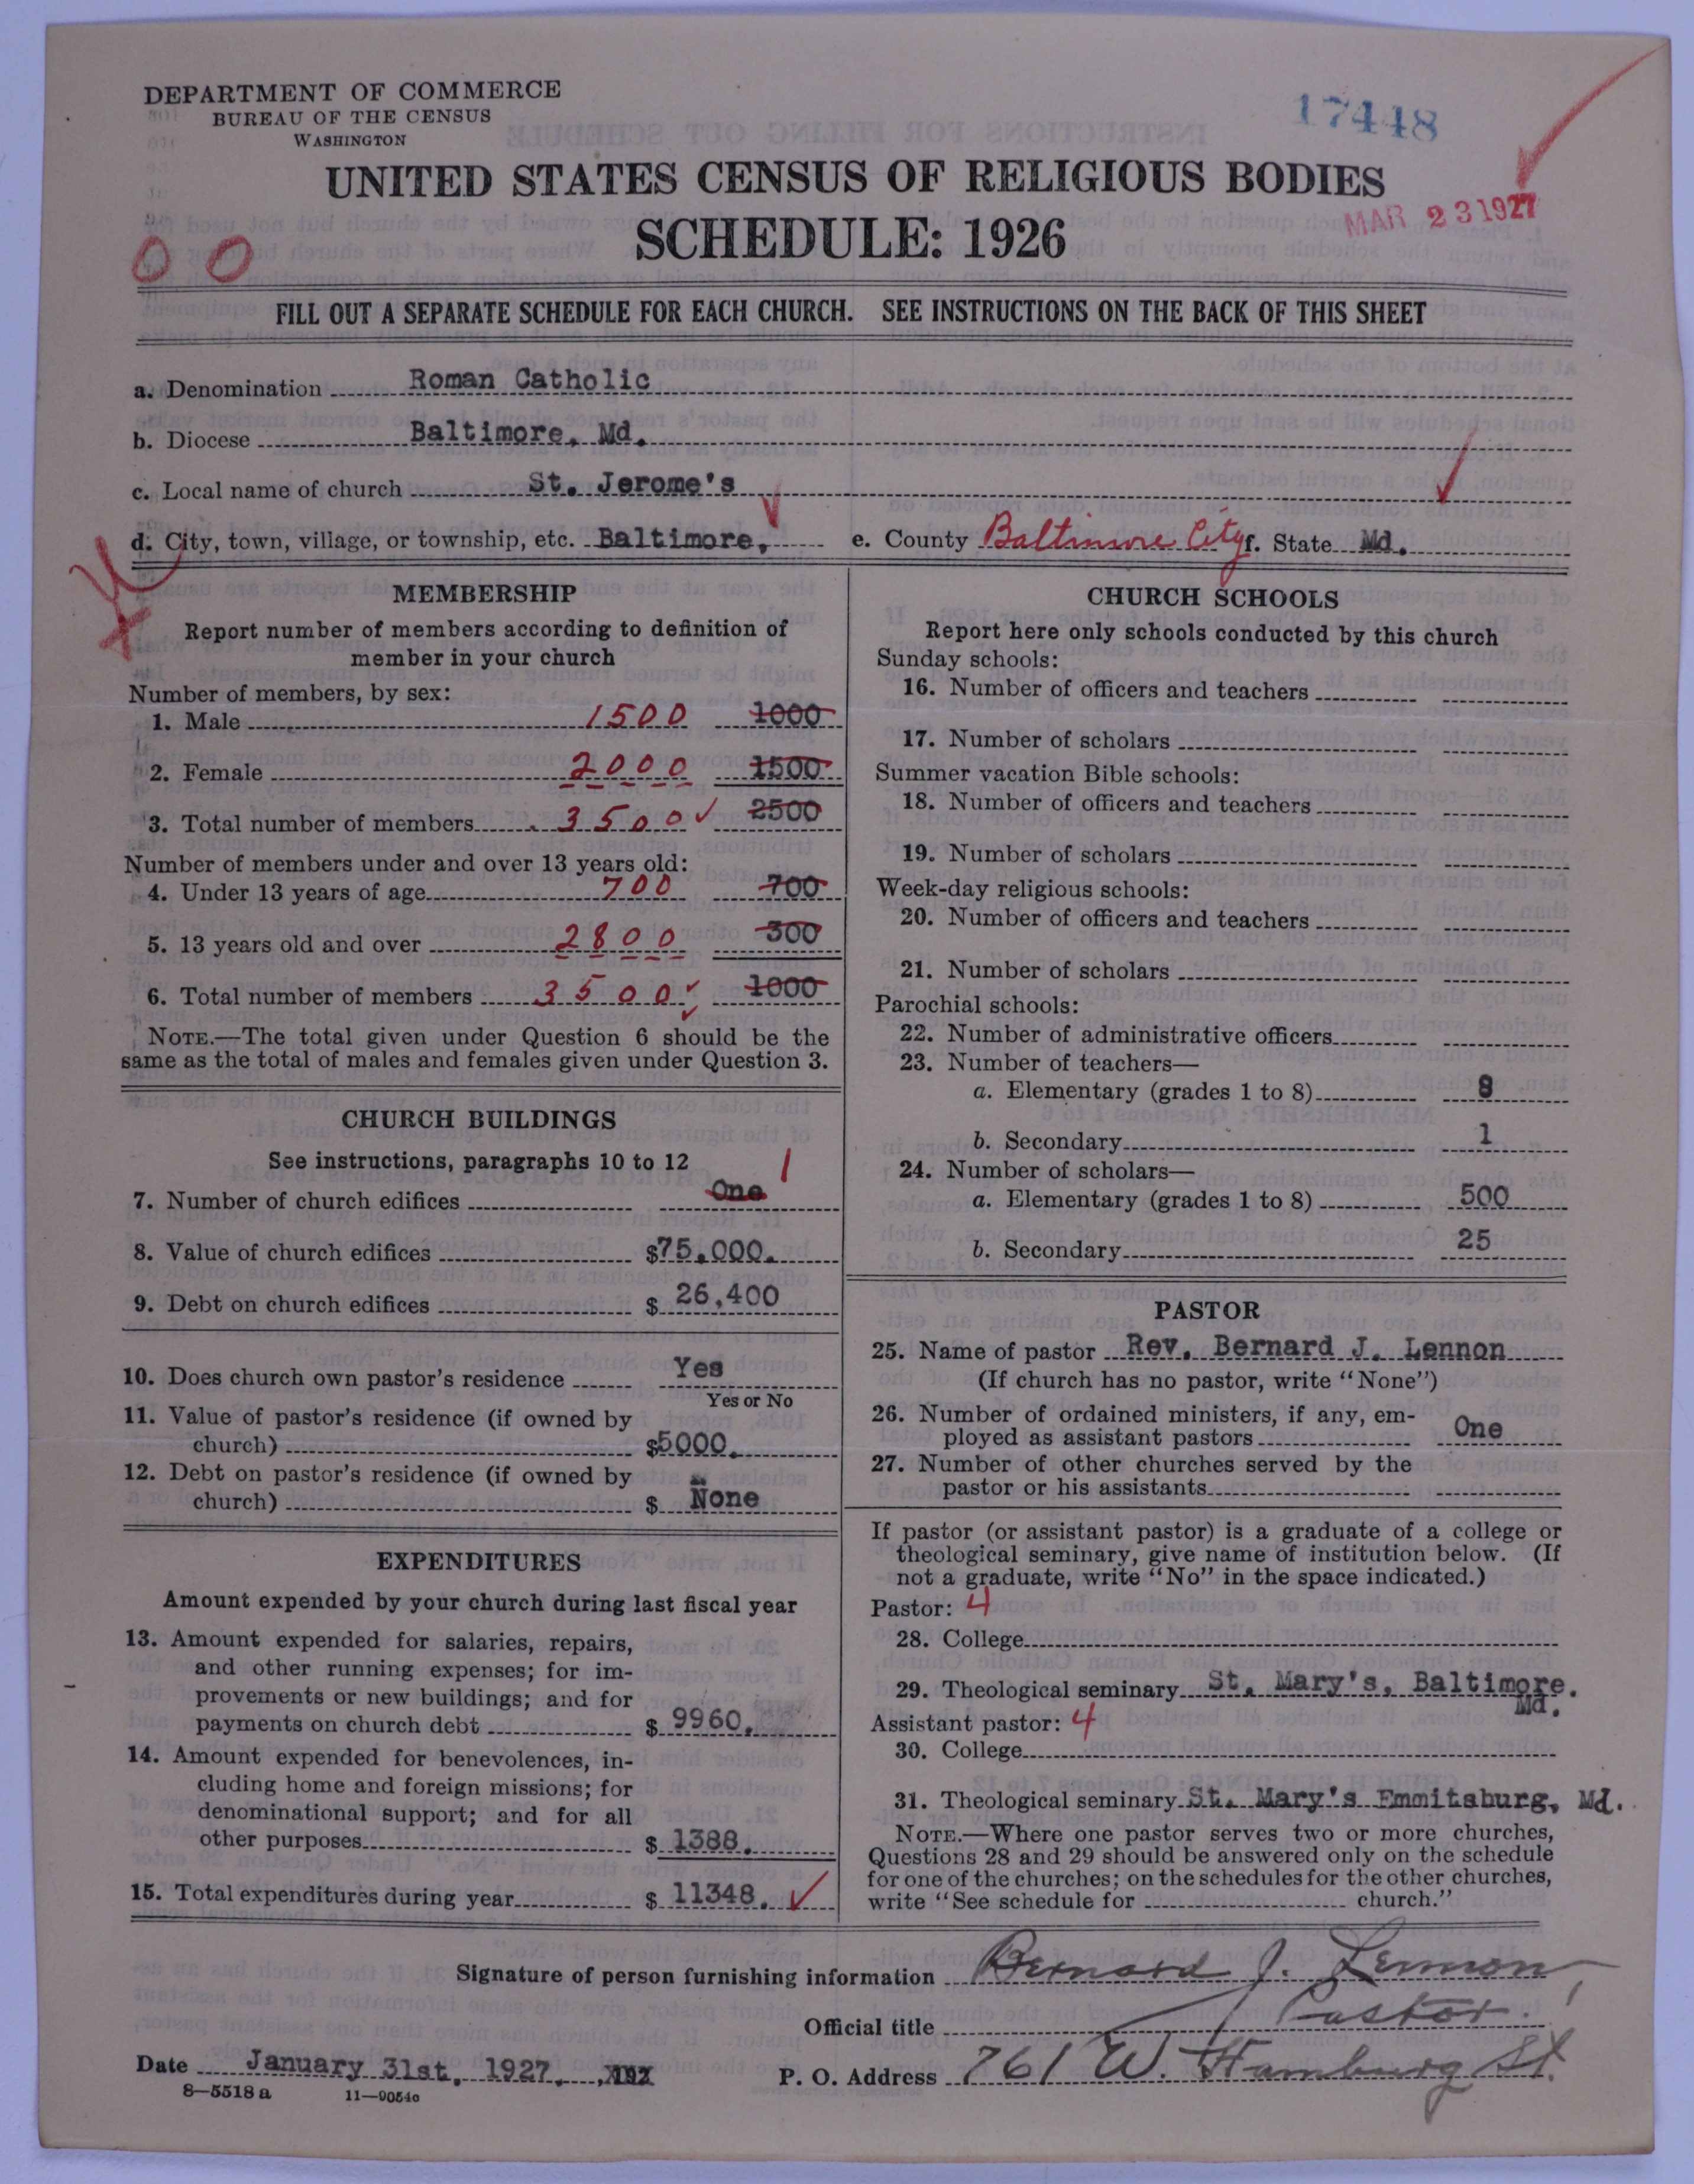 DEPARTMENT OF COMMERCE
BUREAU OF THE CENSUS
WASHINGTON
17448
UNITED STATES CENSUS OF RELIGIOUS BODIES
SCHEDULE: 1926
MAR 23 1927
00
FILL OUT A SEPARATE SCHEDULE FOR EACH CHURCH. SEE INSTRUCTIONS ON THE BACK OF THIS SHEET
a. Denomination Roman Catholic
b. Diocese Baltimore, Md.
c. Local name of church St. Jerome's
d. City, town, village, or township, etc. Baltimore, e. County Baltimore City f. State Md.
MEMBERSHIP
Report number of members according to definition of
member in your church
Number of members, by sex:
1. Male 1500 1000
2. Female 2000 1500
3. Total number of members 3500 2500
Number of members under and over 13 years old:
4. Under 13 years of age 700 700
5. 13 years old and over 2800 300
6. Total number of members 3500 1000
NOTE.—The total given under Question 6 should be the
same as the total of males and females given under Question 3.
CHURCH BUILDINGS
See instructions, paragraphs 10 to 12
7. Number of church edifices One 1
8. Value of church edifices $75,000.
9. Debt on church edifices $ 26,400
10. Does church own pastor's residence Yes
Yes or No
11. Value of pastor's residence (if owned by
church) $5000.
12. Debt on pastor's residence (if owned by
church) $ None
EXPENDITURES
Amount expended by your church during last fiscal year
13. Amount expended for salaries, repairs,
and other running expenses; for im-
provements or new buildings; and for
payments on church debt $ 9960.
14. Amount expended for benevolences, in-
cluding home and foreign missions; for
denominational support; and for all
other purposes $ 1388.
15. Total expenditures during year $ 11348.
CHURCH SCHOOLS
Report here only schools conducted by this church
Sunday schools:
16. Number of officers and teachers
17. Number of scholars
Summer vacation Bible schools:
18. Number of officers and teachers
19. Number of scholars
Week-day religious schools:
20. Number of officers and teachers
21. Number of scholars
Parochial schools:
22. Number of administrative officers
23. Number of teachers—
a. Elementary (grades 1 to 8) 8
b. Secondary 1
24. Number of scholars—
a. Elementary (grades 1 to 8) 500
b. Secondary 25
PASTOR
25. Name of pastor Rev. Bernard J. Lennon
(If church has no pastor, write "None")
26. Number of ordained ministers, if any, em-
ployed as assistant pastors One
27. Number of other churches served by the
pastor or his assistants
If pastor (or assistant pastor) is a graduate of a college or
theological seminary, give name of institution below. (If
not a graduate, write "No" in the space indicated.)
Pastor: 4
28. College
29. Theological seminary St. Mary's, Baltimore.
Md.
Assistant pastor: 4
30. College
31. Theological seminary St. Mary's Emmitsburg, Md.
NOTE.—Where one pastor serves two or more churches,
Questions 28 and 29 should be answered only on the schedule
for one of the churches; on the schedules for the other churches,
write "See schedule for church."
Signature of person furnishing information Bernard J. Lennon
Official title Pastor
Date January 31st, 1927. P. O. Address 761 W. Hamburg St.
8—5518 a 11—9054a